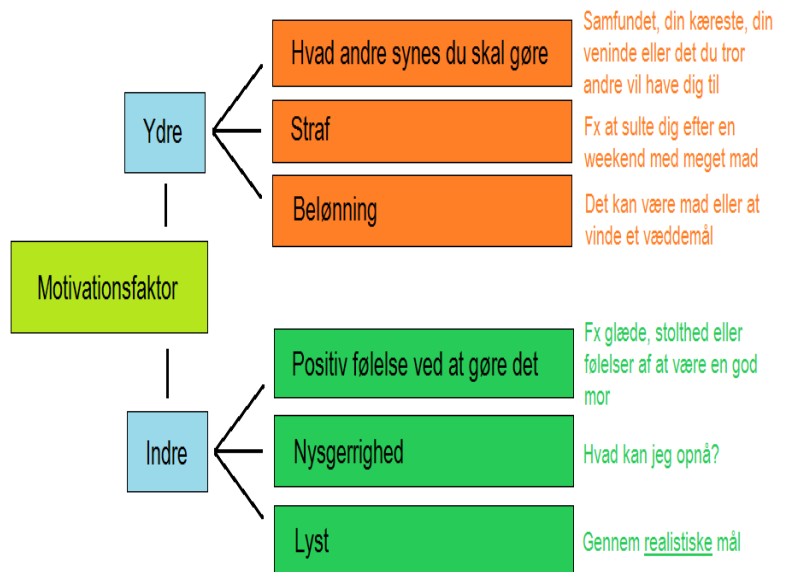 Hvad andre synes du skal gøre
Samfundet, din kæreste, din
veninde eller det du tror
andre vil have dig til
Ydre
Straf
Fx at sulte dig efter en
weekend med meget mad
Belønning
Det kan være mad eller at
vinde et væddemål
Motivationsfaktor
Positiv følelse ved at gøre det
Fx glæde, stolthed eller
følelser af at være en god
mor
Indre
Nysgerrighed
Hvad kan jeg opnå?
Lyst
Gennem realistiske mål